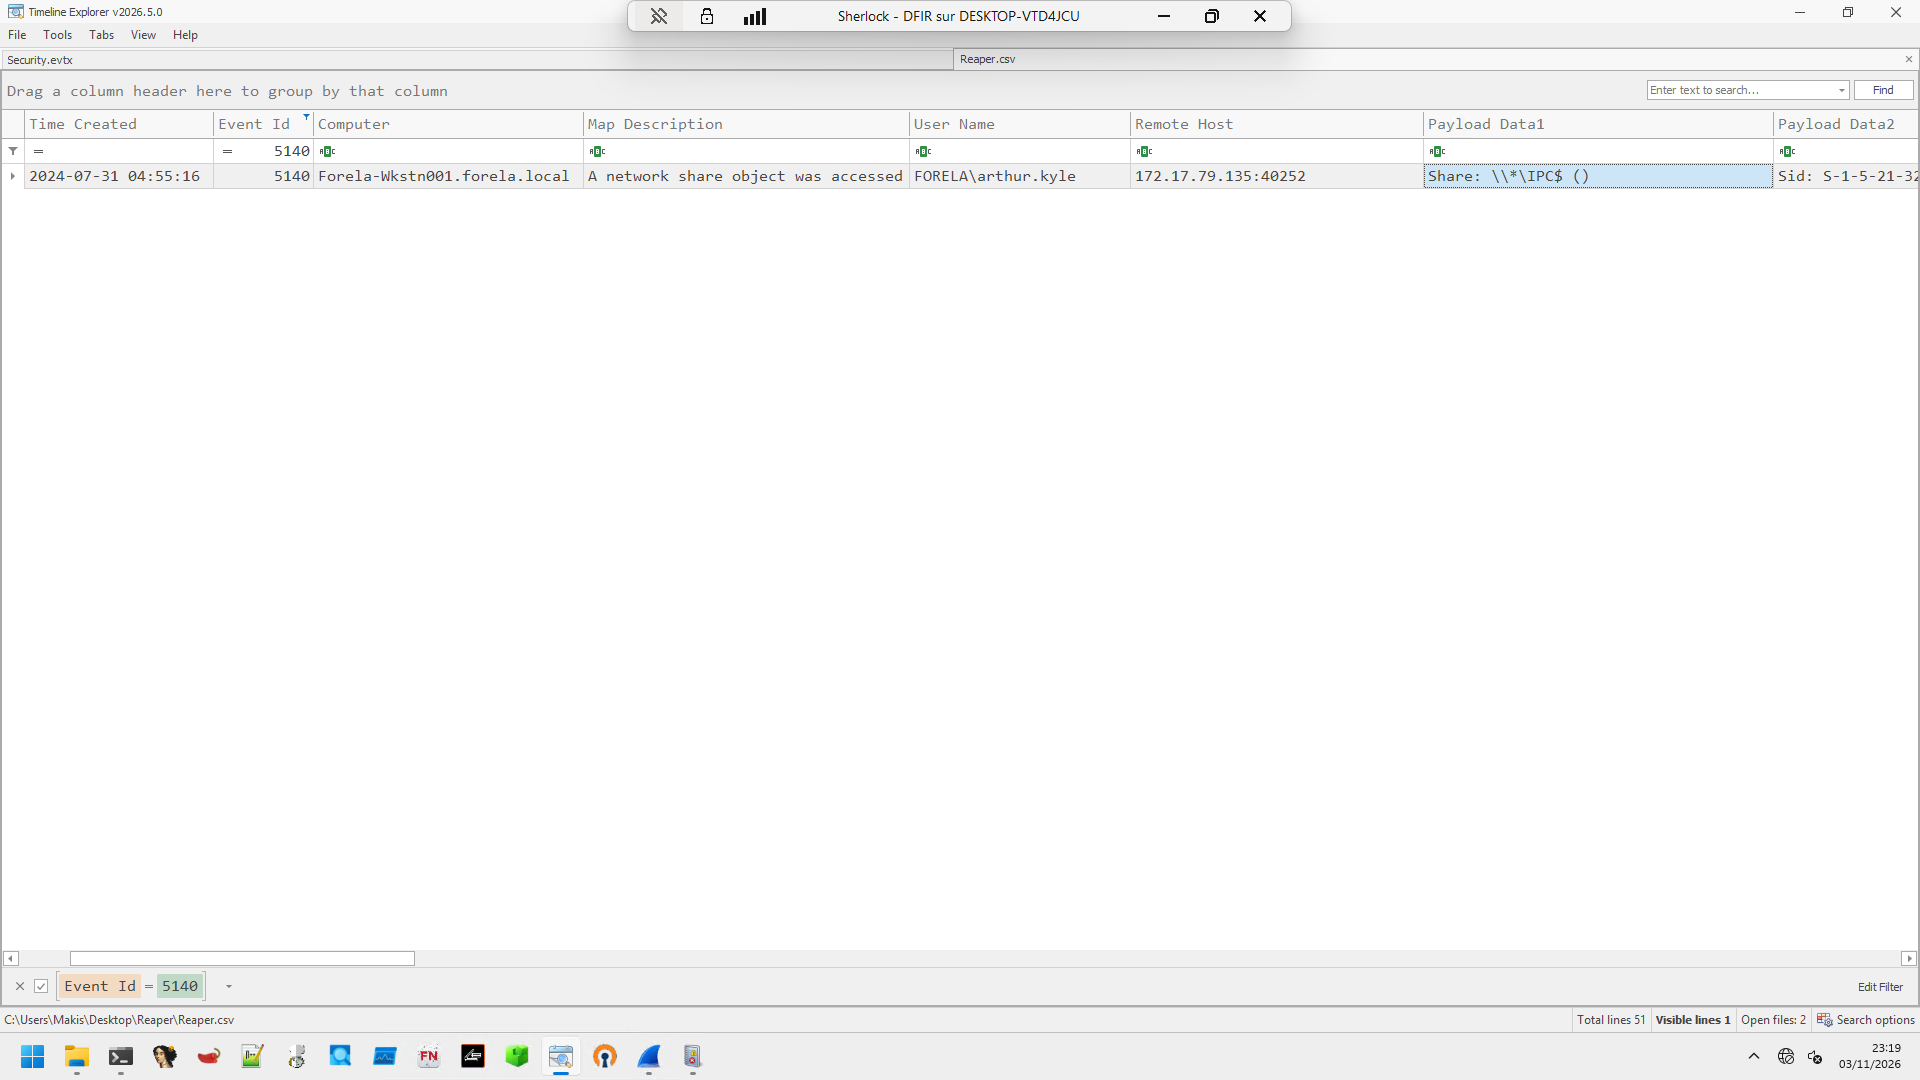 Timeline Explorer v2026.5.0
Sherlock - DFIR sur DESKTOP-VTD4JCU
File Tools Tabs View Help
Security.evtx
Reaper.csv
Drag a column header here to group by that column
Enter text to search...
Find
Time Created Event Id Computer Map Description User Name Remote Host Payload Data1 Payload Data2
= = 5140
2024-07-31 04:55:16 5140 Forela-Wkstn001.forela.local A network share object was accessed FORELA\arthur.kyle 172.17.79.135:40252 Share: \\*\IPC$ () Sid: S-1-5-21-32
Event Id = 5140
Edit Filter
C:\Users\Makis\Desktop\Reaper\Reaper.csv
Total lines 51 Visible lines 1 Open files: 2 Search options
FN
23:19
03/11/2026